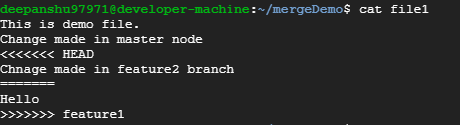 deepanshu97971@developer-machine:~/mergeDemo$ cat file1
This is demo file.
Change made in master node
<<<<<<< HEAD
Chnage made in feature2 branch
=======
Hello
>>>>>>> feature1